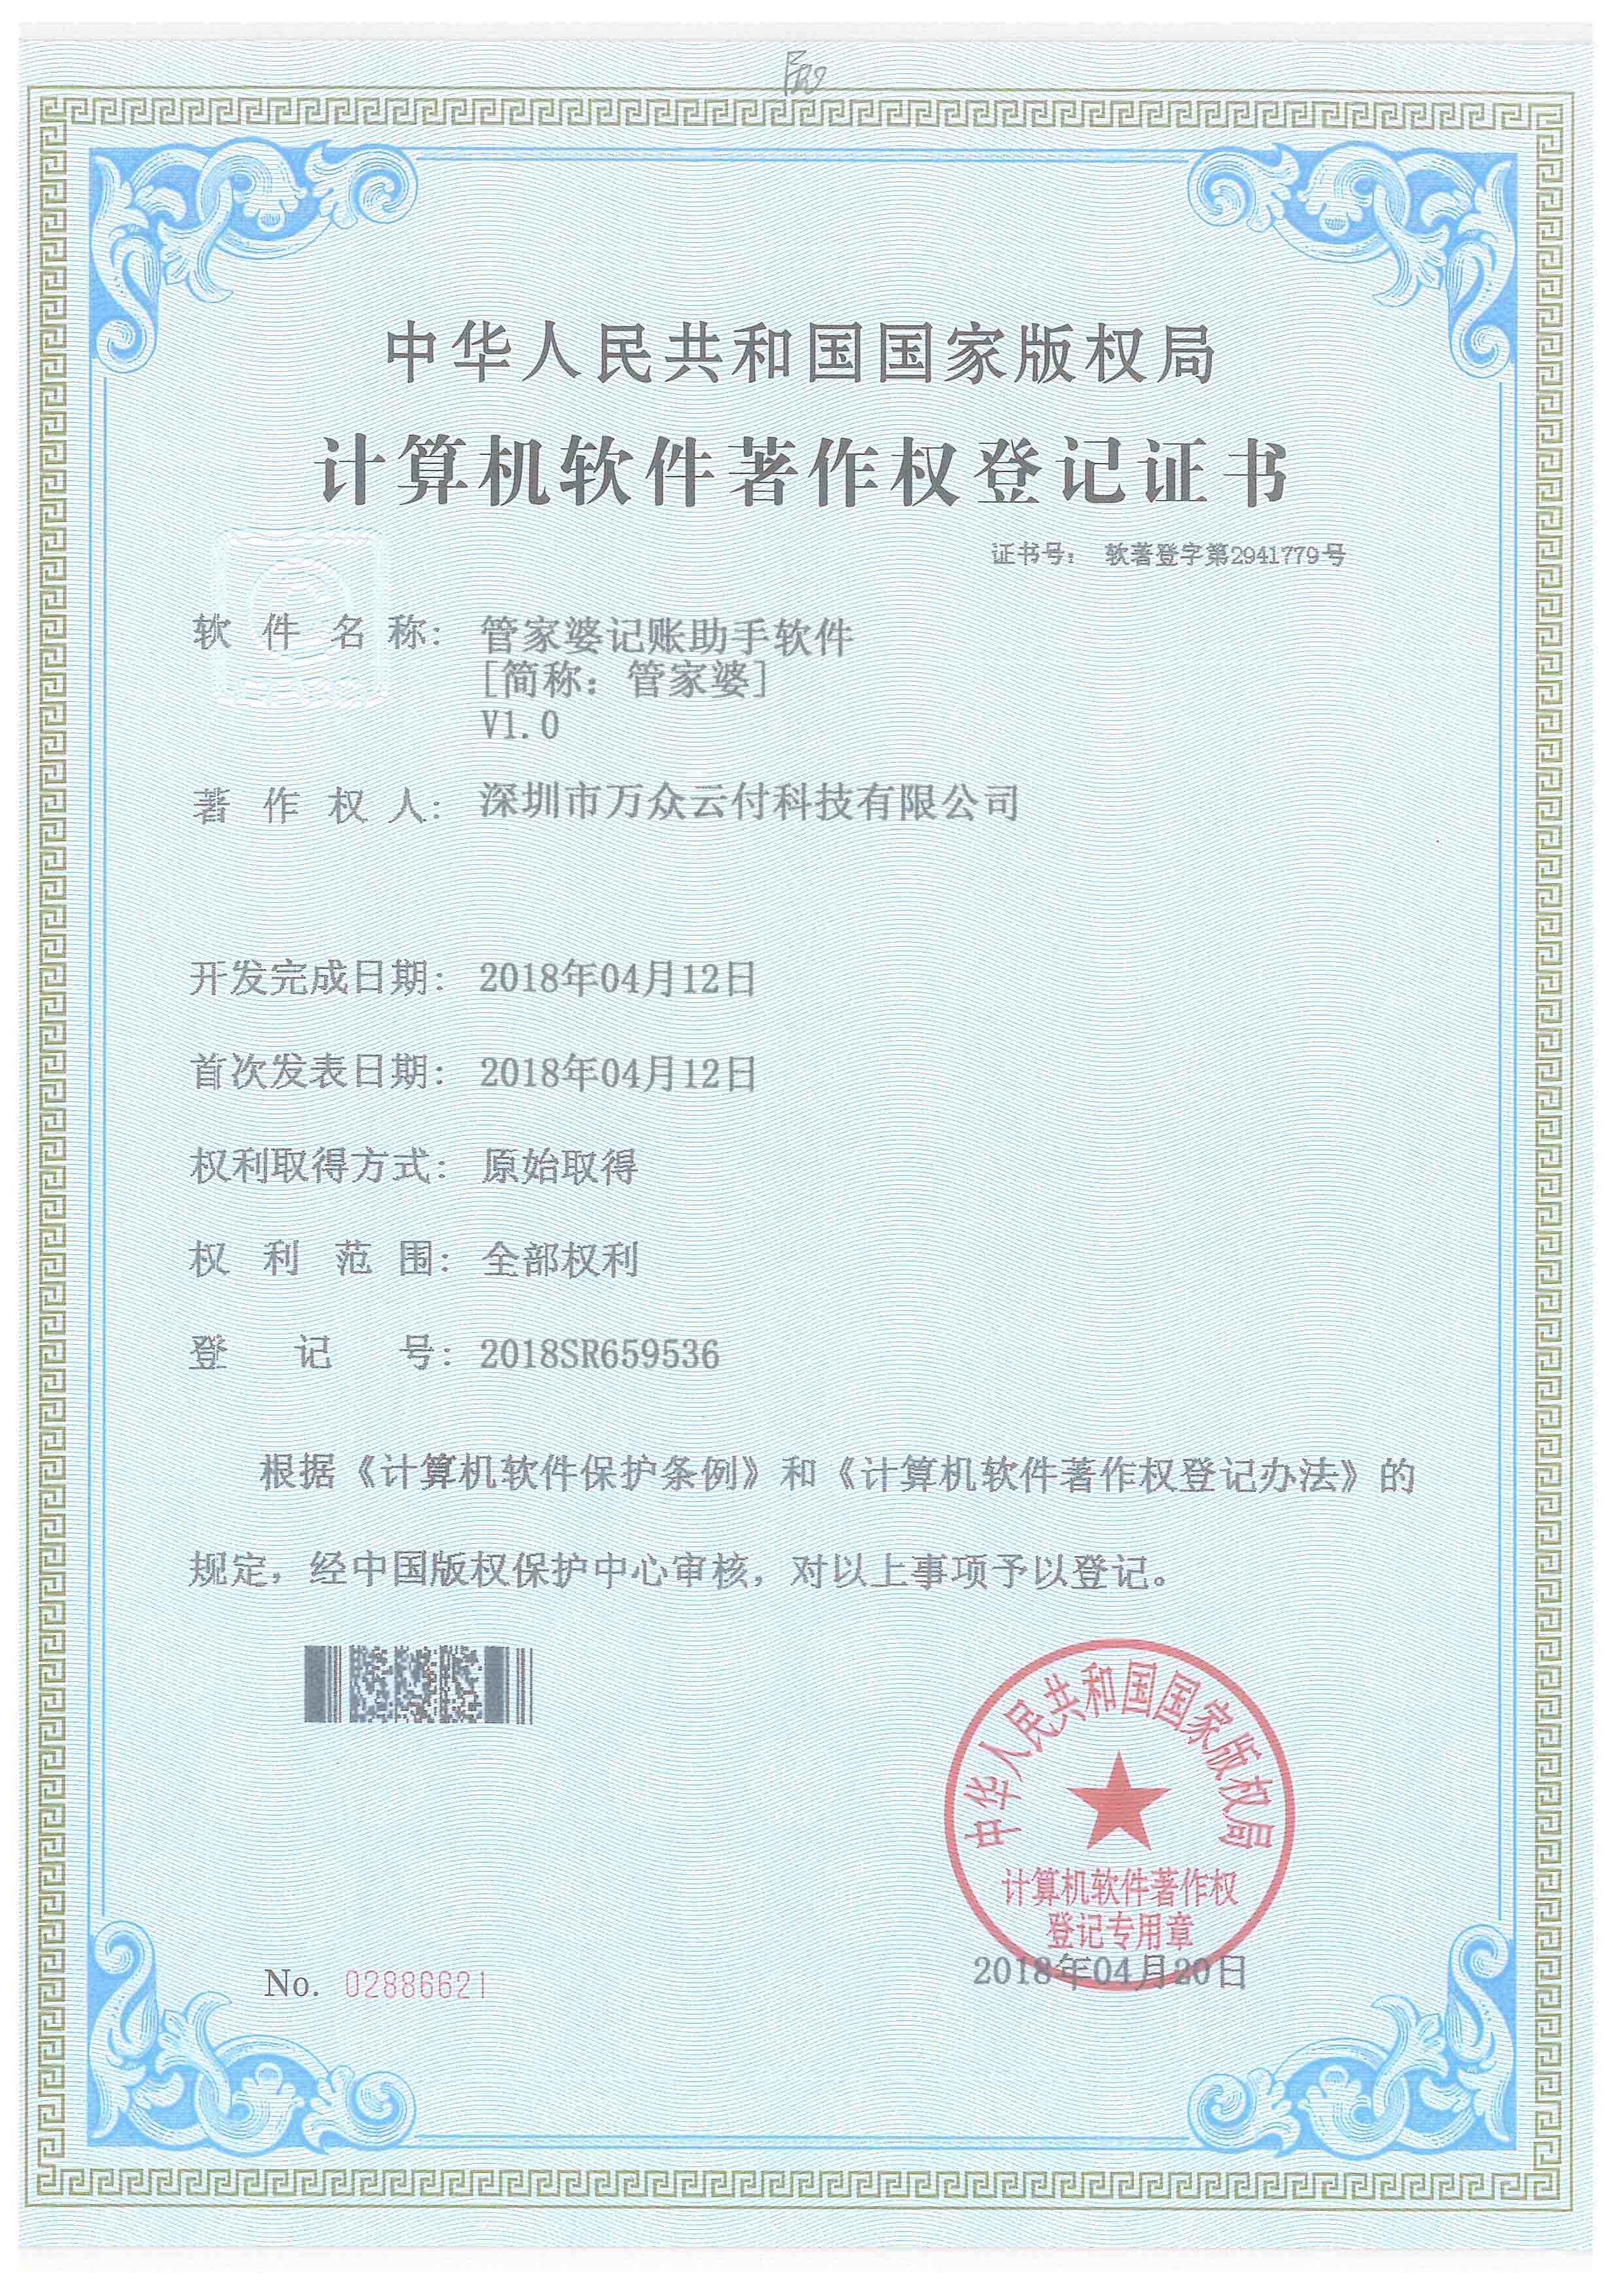 中华人民共和国国家版权局
计算机软件著作权登记证书
证书号： 软著登字第2941779号
软件名称： 管家婆记账助手软件
[简称：管家婆]
V1.0
著作权人： 深圳市万众云付科技有限公司
开发完成日期： 2018年04月12日
首次发表日期： 2018年04月12日
权利取得方式： 原始取得
权利范围： 全部权利
登记号： 2018SR659536
根据《计算机软件保护条例》和《计算机软件著作权登记办法》的
规定，经中国版权保护中心审核，对以上事项予以登记。
中华人民共和国国家版权局
计算机软件著作权
登记专用章
2018年04月20日
No. 02886621